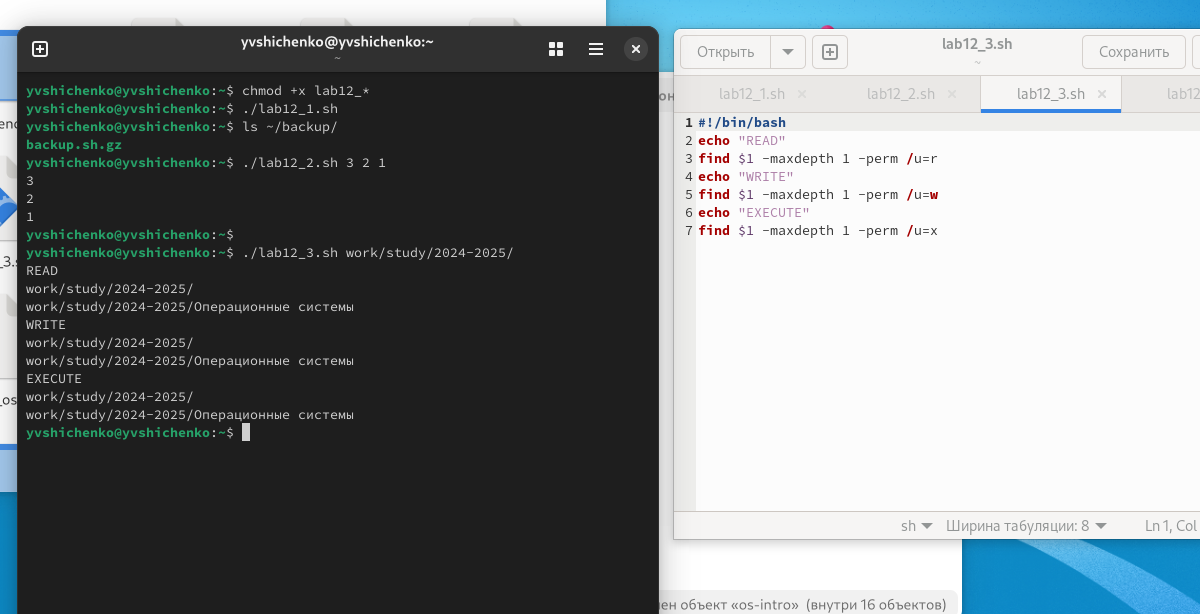 yvshichenko@yvshichenko:~
~
yvshichenko@yvshichenko:~$ chmod +x lab12_*
yvshichenko@yvshichenko:~$ ./lab12_1.sh
yvshichenko@yvshichenko:~$ ls ~/backup/
backup.sh.gz
yvshichenko@yvshichenko:~$ ./lab12_2.sh 3 2 1
3
2
1
yvshichenko@yvshichenko:~$
yvshichenko@yvshichenko:~$ ./lab12_3.sh work/study/2024-2025/
READ
work/study/2024-2025/
work/study/2024-2025/Операционные системы
WRITE
work/study/2024-2025/
work/study/2024-2025/Операционные системы
EXECUTE
work/study/2024-2025/
work/study/2024-2025/Операционные системы
yvshichenko@yvshichenko:~$
Открыть
lab12_3.sh
~
Сохранить
lab12_1.sh
lab12_2.sh
lab12_3.sh
lab12
1 #!/bin/bash
2 echo "READ"
3 find $1 -maxdepth 1 -perm /u=r
4 echo "WRITE"
5 find $1 -maxdepth 1 -perm /u=w
6 echo "EXECUTE"
7 find $1 -maxdepth 1 -perm /u=x
sh
Ширина табуляции: 8
Ln 1, Col
объект «os-intro» (внутри 16 объектов)